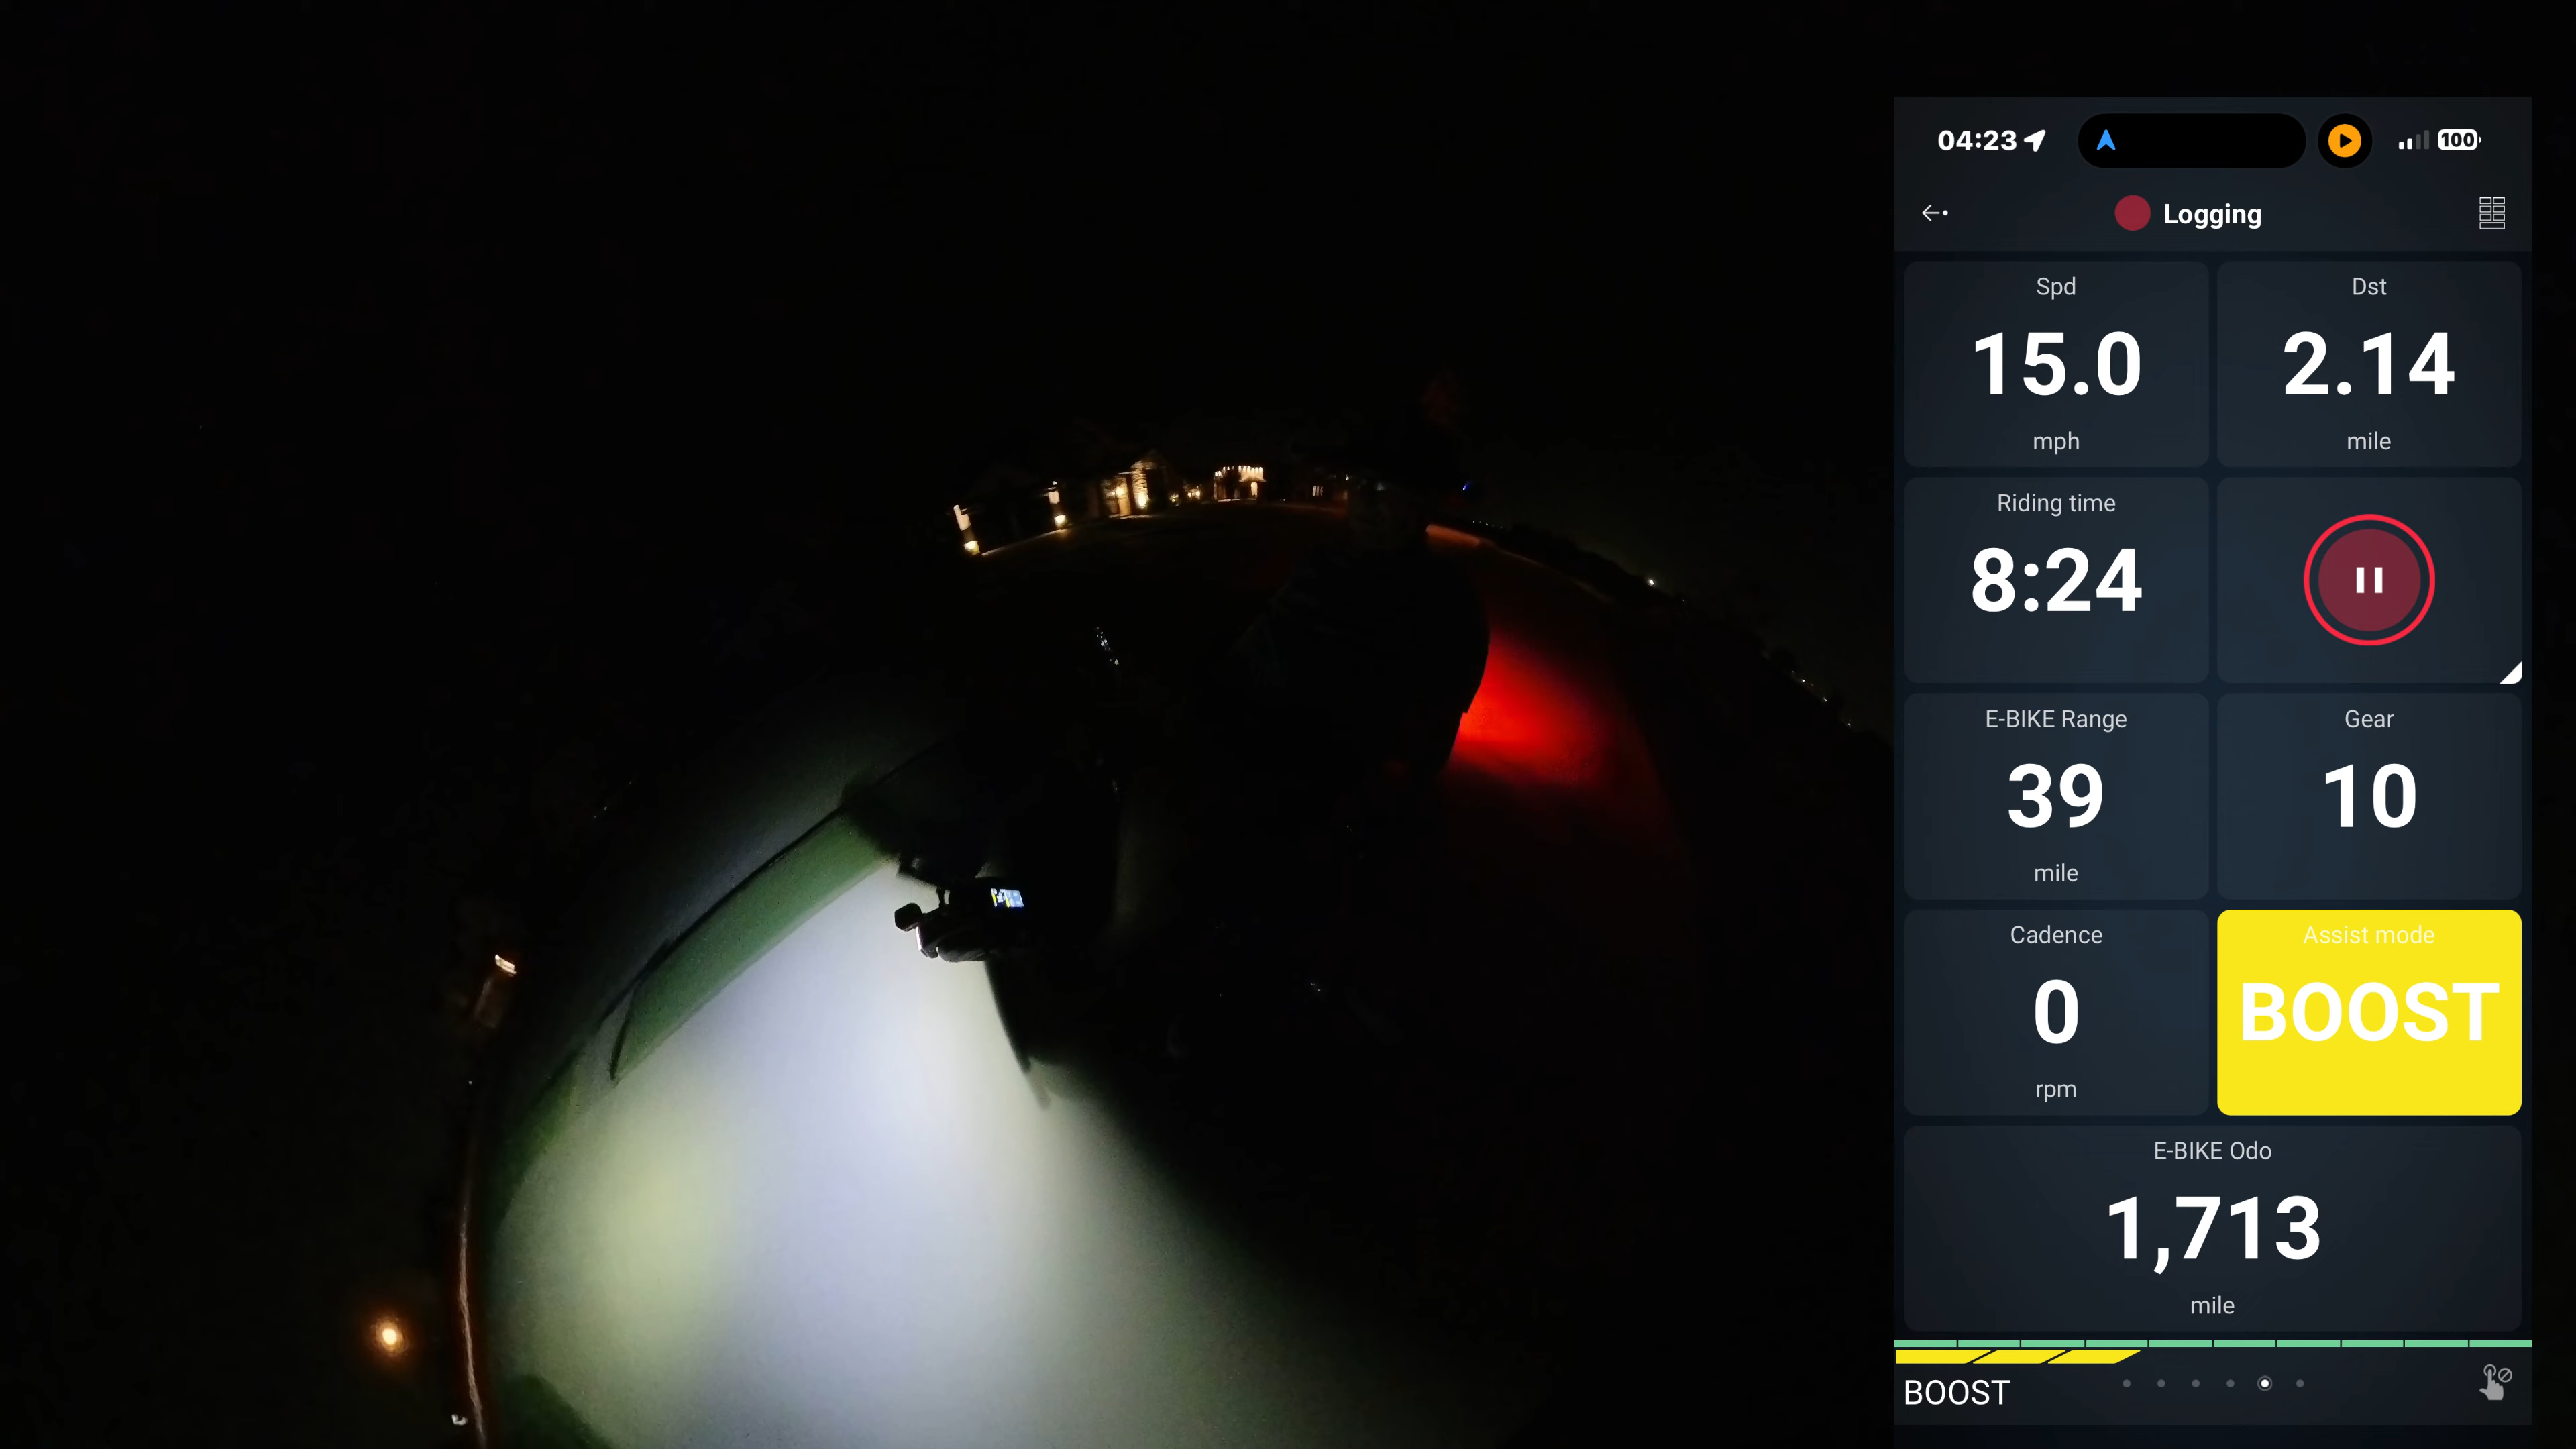 04:23
100
Logging
Spd
Dst
15.0
2.14
mph
mile
Riding time
8:24
E-BIKE Range
Gear
39
10
mile
Cadence
Assist mode
0
BOOST
rpm
E-BIKE Odo
1,713
mile
BOOST